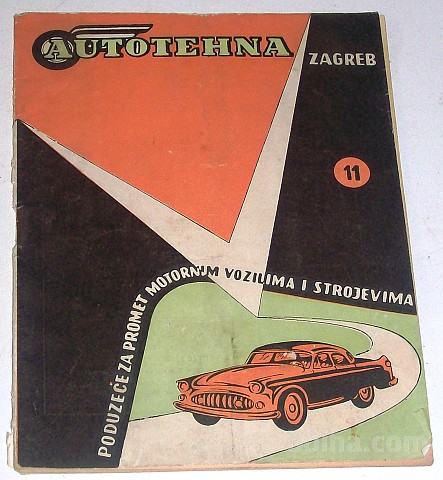 AUTOTEHNA
ZAGREB
11
PODUZEĆE ZA PROMET MOTORNIM VOZILIMA I STROJEVIMA